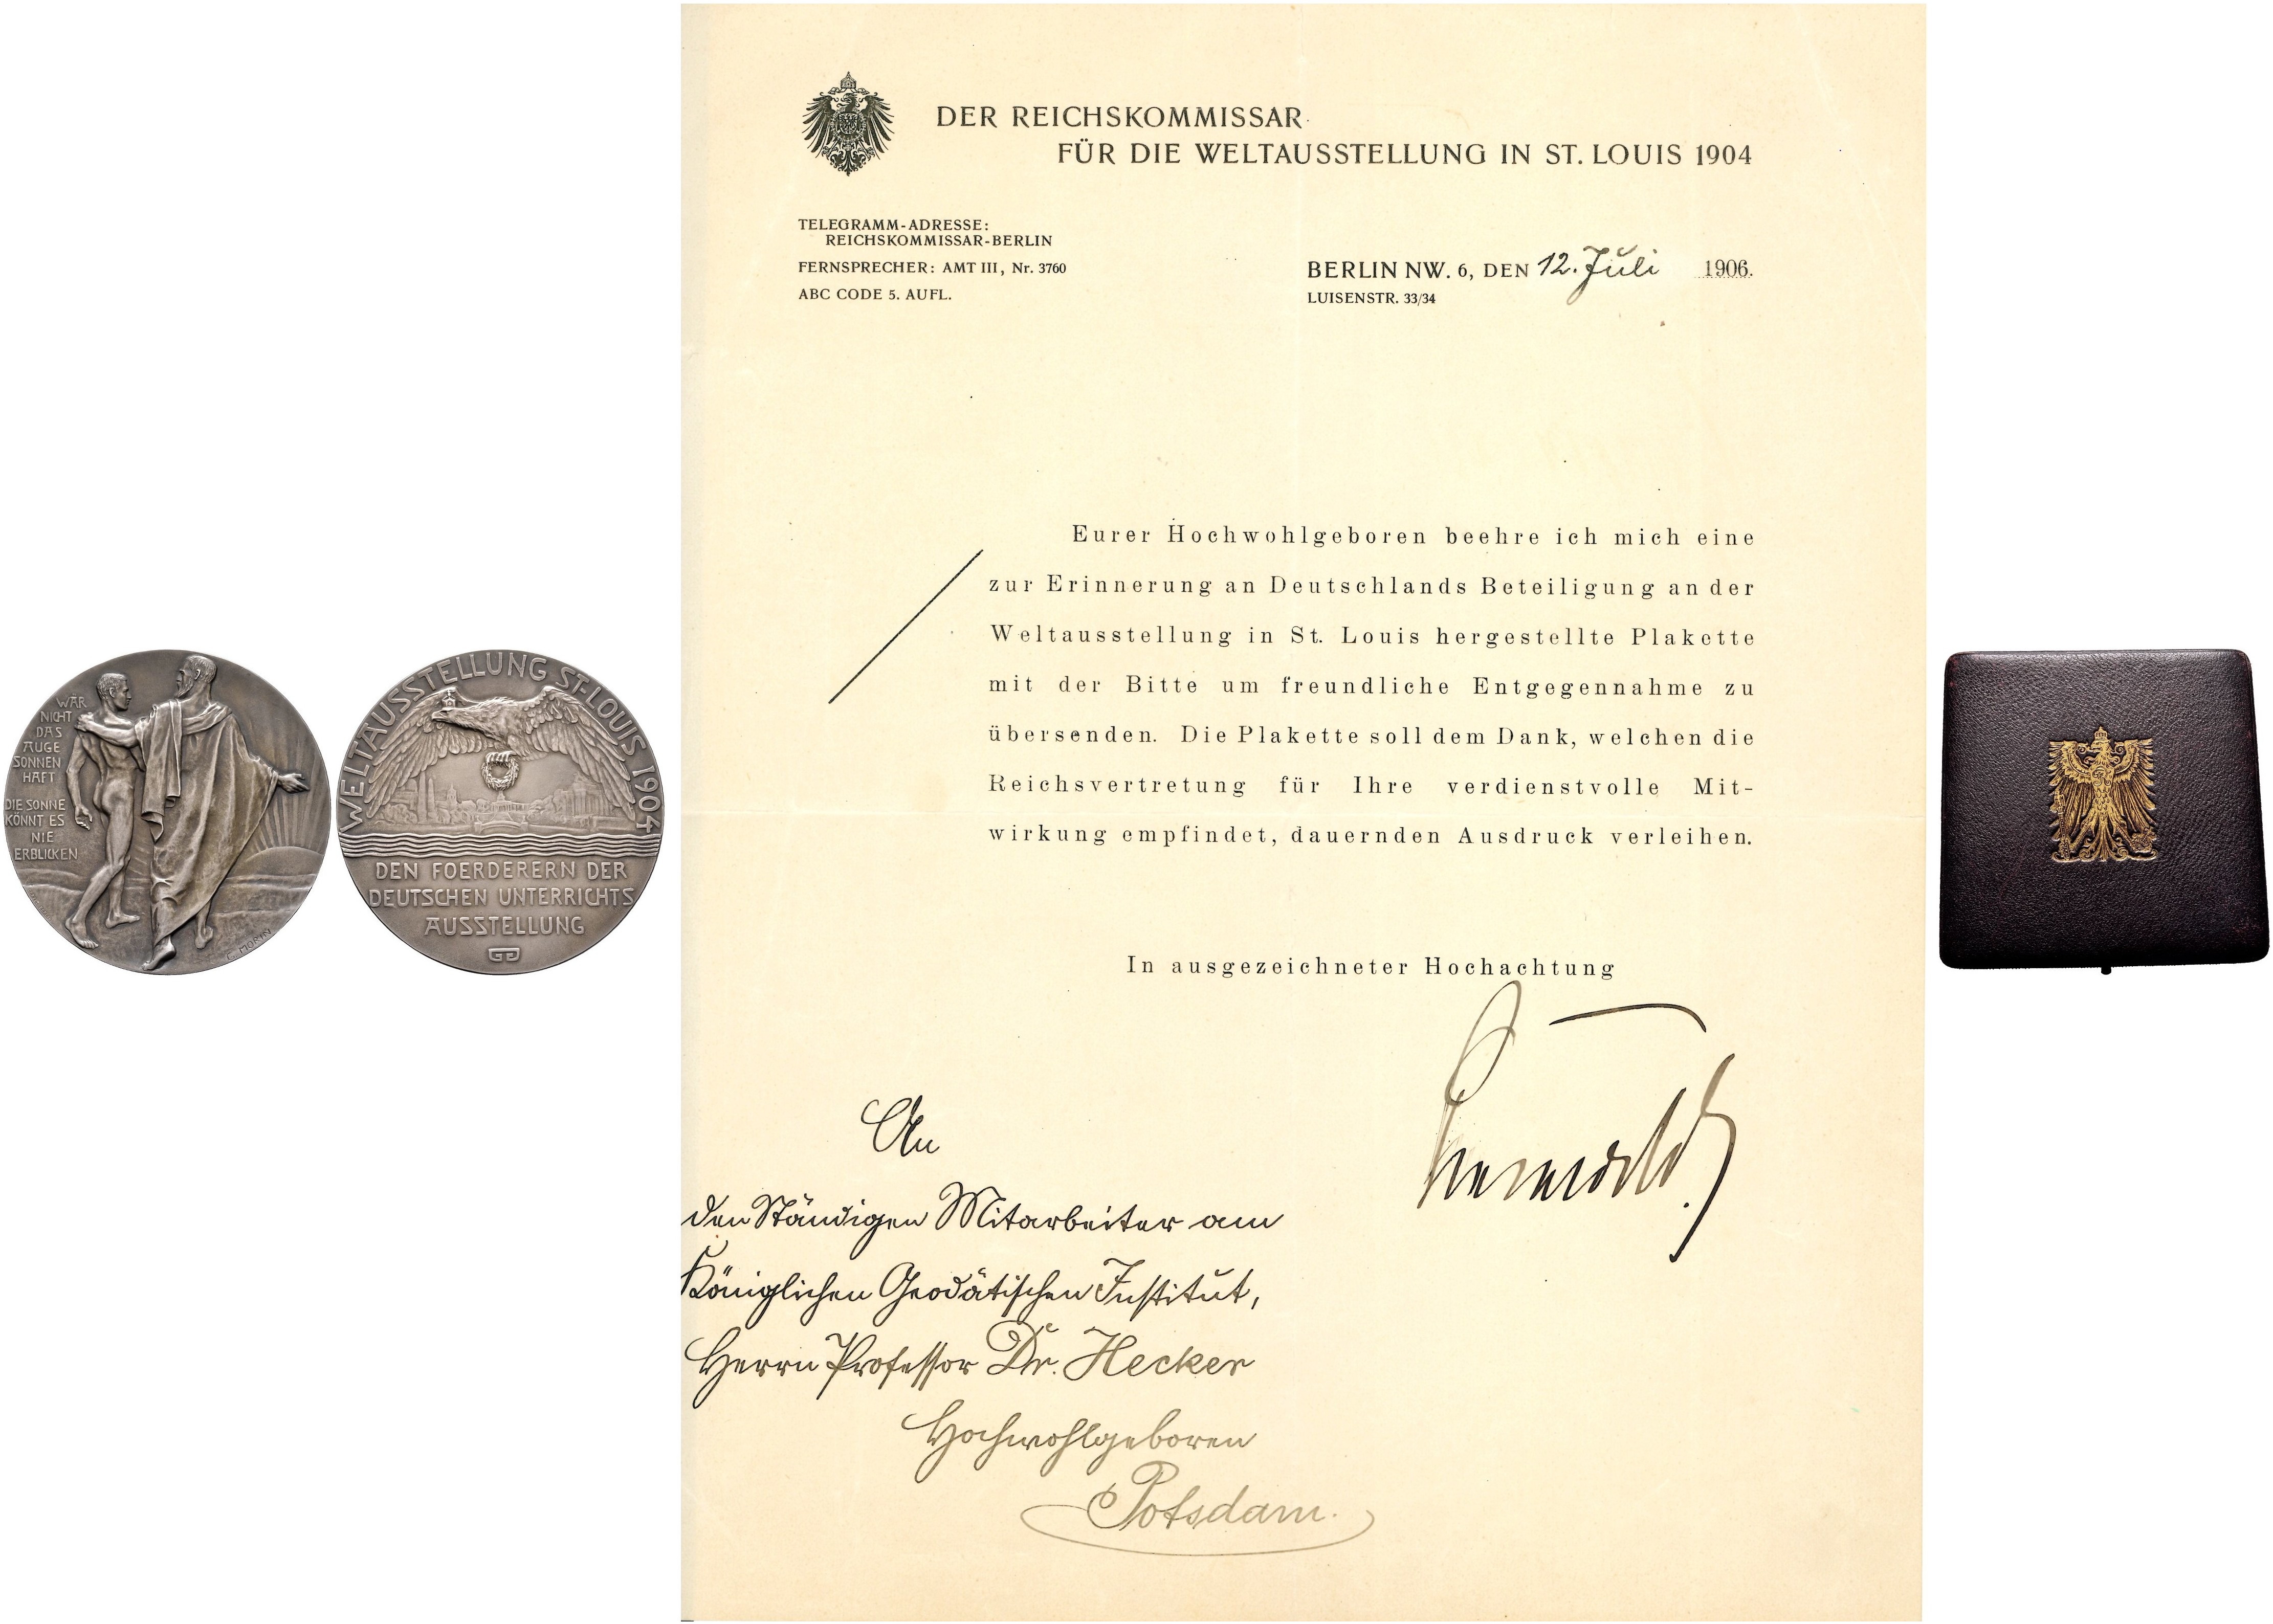 WÄR
NICHT
DAS
AUGE
SONNEN
HAFT
DIE SONNE
KÖNNT ES
NIE
ERBLICKEN
C. MORIN
WELTAUSSTELLUNG ST. LOUIS 1904
DEN FOERDERERN DER
DEUTSCHEN UNTERRICHTS
AUSSTELLUNG
DER REICHSKOMMISSAR
FÜR DIE WELTAUSSTELLUNG IN ST. LOUIS 1904
TELEGRAMM-ADRESSE:
REICHSKOMMISSAR-BERLIN
FERNSPRECHER: AMT III, Nr. 3760
ABC CODE 5. AUFL.
BERLIN NW. 6, DEN 12. Juli 1906.
LUISENSTR. 33/34
Eurer Hochwohlgeboren beehre ich mich eine
zur Erinnerung an Deutschlands Beteiligung an der
Weltausstellung in St. Louis hergestellte Plakette
mit der Bitte um freundliche Entgegennahme zu
übersenden. Die Plakette soll dem Dank, welchen die
Reichsvertretung für Ihre verdienstvolle Mit-
wirkung empfindet, dauernden Ausdruck verleihen.
In ausgezeichneter Hochachtung
An
den Ständigen Mitarbeiter am
Königlichen Geodätischen Institut,
Herrn Professor Dr. Hecker
Hochwohlgeboren
Potsdam.